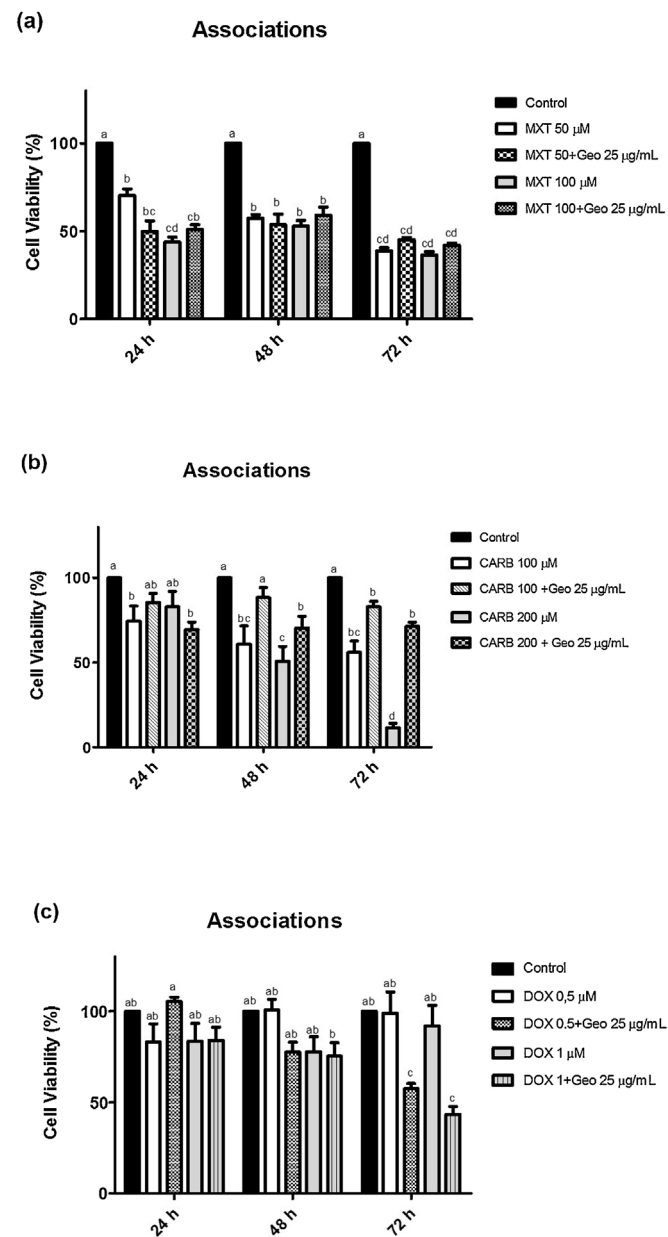 (a)
Associations
Cell Viability (%)
100
50
0
a
b
bc
cd
cb
a
b
b
b
b
a
cd
cd
cd
cd
24 h
48 h
72 h
Control
MXT 50 µM
MXT 50+Geo 25 µg/mL
MXT 100 µM
MXT 100+Geo 25 µg/mL
(b)
Associations
Cell Viability (%)
100
50
0
a
b
ab
ab
b
a
bc
a
c
b
a
bc
b
d
b
24 h
48 h
72 h
Control
CARB 100 µM
CARB 100 +Geo 25 µg/mL
CARB 200 µM
CARB 200 + Geo 25 µg/mL
(c)
Associations
Cell Viability (%)
100
50
0
ab
ab
a
ab
ab
ab
ab
ab
ab
b
ab
ab
c
ab
c
24 h
48 h
72 h
Control
DOX 0,5 µM
DOX 0.5+Geo 25 µg/mL
DOX 1 µM
DOX 1+Geo 25 µg/mL